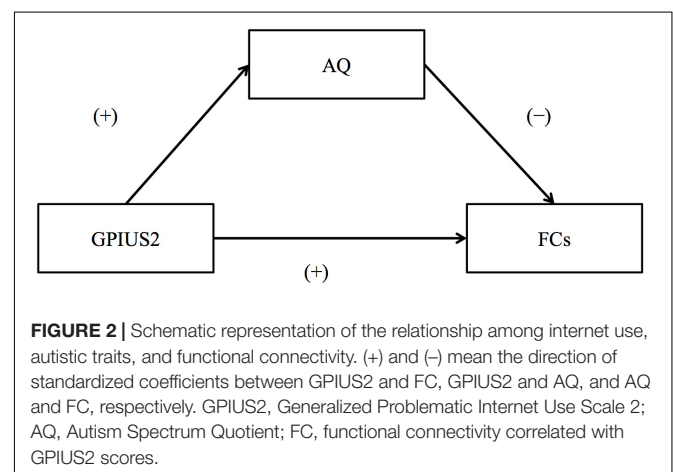 AQ
(+)
(−)
GPIUS2
FCs
(+)
FIGURE 2 | Schematic representation of the relationship among internet use,
autistic traits, and functional connectivity. (+) and (–) mean the direction of
standardized coefficients between GPIUS2 and FC, GPIUS2 and AQ, and AQ
and FC, respectively. GPIUS2, Generalized Problematic Internet Use Scale 2;
AQ, Autism Spectrum Quotient; FC, functional connectivity correlated with
GPIUS2 scores.